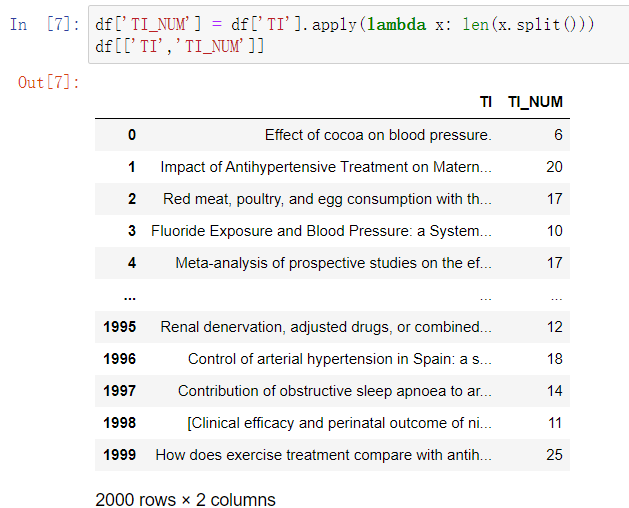 In [7]: df['TI_NUM'] = df['TI'].apply(lambda x: len(x.split()))
df[['TI','TI_NUM']]
Out[7]:
TI TI_NUM
0 Effect of cocoa on blood pressure. 6
1 Impact of Antihypertensive Treatment on Matern... 20
2 Red meat, poultry, and egg consumption with th... 17
3 Fluoride Exposure and Blood Pressure: a System... 10
4 Meta-analysis of prospective studies on the ef... 17
... ... ...
1995 Renal denervation, adjusted drugs, or combined... 12
1996 Control of arterial hypertension in Spain: a s... 18
1997 Contribution of obstructive sleep apnoea to ar... 14
1998 [Clinical efficacy and perinatal outcome of ni... 11
1999 How does exercise treatment compare with antih... 25
2000 rows × 2 columns